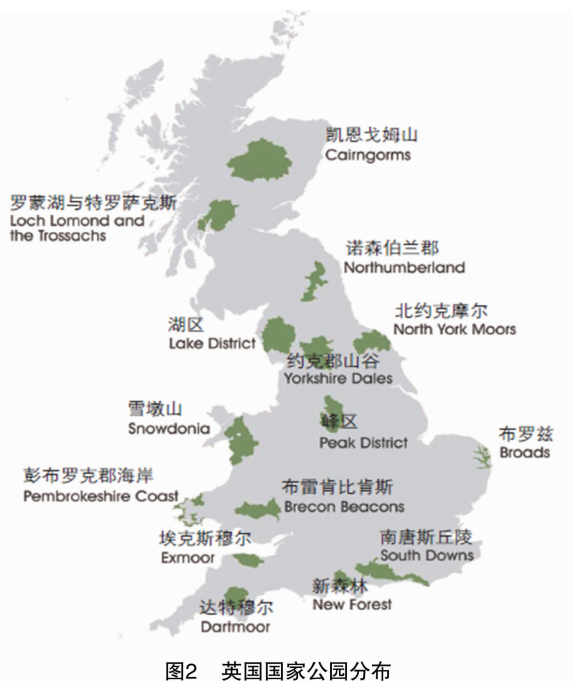 凯恩戈姆山
Cairngorms
罗蒙湖与特罗萨克斯
Loch Lomond and
the Trossachs
诺森伯兰郡
Northumberland
北约克摩尔
North York Moors
湖区
Lake District
约克郡山谷
Yorkshire Dales
雪墩山
Snowdonia
峰区
Peak District
布罗兹
Broads
彭布罗克郡海岸
Pembrokeshire Coast
布雷肯比肯斯
Brecon Beacons
埃克斯穆尔
Exmoor
南唐斯丘陵
South Downs
新森林
New Forest
达特穆尔
Dartmoor
图2 英国国家公园分布